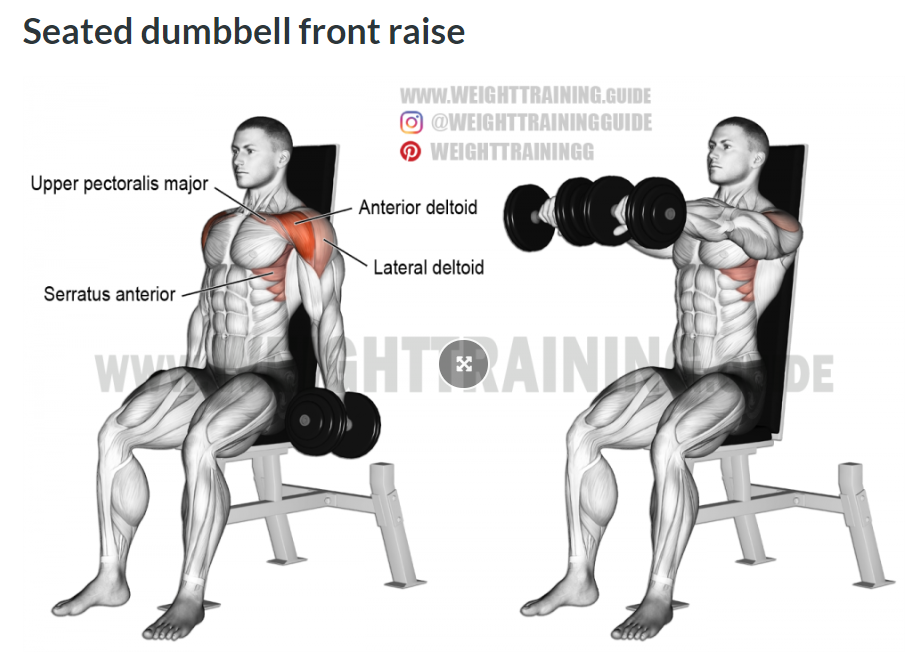 Seated dumbbell front raise
WWW.WEIGHTTRAINING.GUIDE
@WEIGHTTRAININGGUIDE
WEIGHTTRAININGG
Upper pectoralis major
Anterior deltoid
Lateral deltoid
Serratus anterior